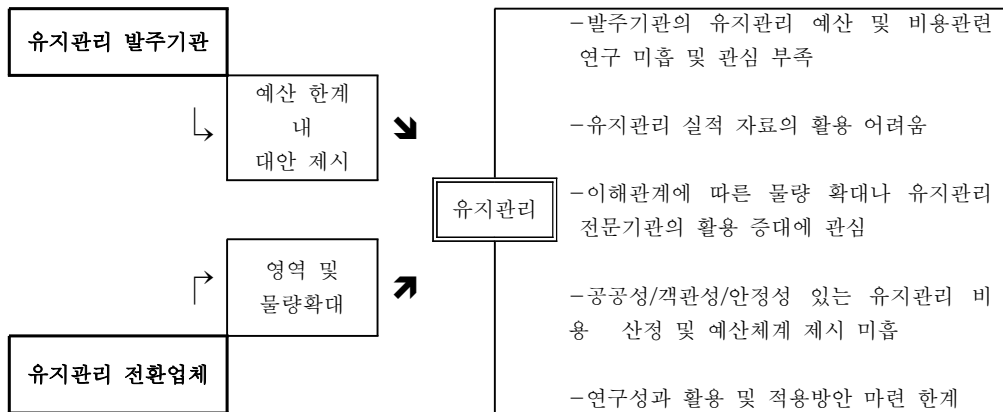 유지관리 발주기관
예산 한계
내
대안 제시
유지관리
영역 및
물량확대
유지관리 전환업체
-발주기관의 유지관리 예산 및 비용관련
연구 미흡 및 관심 부족
-유지관리 실적 자료의 활용 어려움
-이해관계에 따른 물량 확대나 유지관리
전문기관의 활용 증대에 관심
-공공성/객관성/안정성 있는 유지관리 비
용 산정 및 예산체계 제시 미흡
-연구성과 활용 및 적용방안 마련 한계